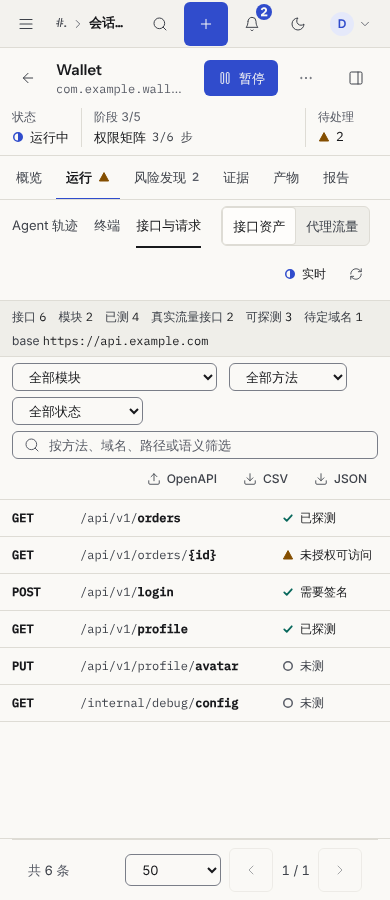 #. > 会话… 2 D
Wallet
com.example.wall…
暂停
状态 阶段 3/5 待处理
运行中 权限矩阵 3/6 步 2
概览 运行 风险发现 2 证据 产物 报告
Agent 轨迹 终端 接口与请求 接口资产 代理流量
实时
接口 6 模块 2 已测 4 真实流量接口 2 可探测 3 待定域名 1
base https://api.example.com
全部模块 全部方法
全部状态
按方法、域名、路径或语义筛选
OpenAPI CSV JSON
GET /api/v1/orders 已探测
GET /api/v1/orders/{id} 未授权可访问
POST /api/v1/login 需要签名
GET /api/v1/profile 已探测
PUT /api/v1/profile/avatar 未测
GET /internal/debug/config 未测
共 6 条 50 1 / 1